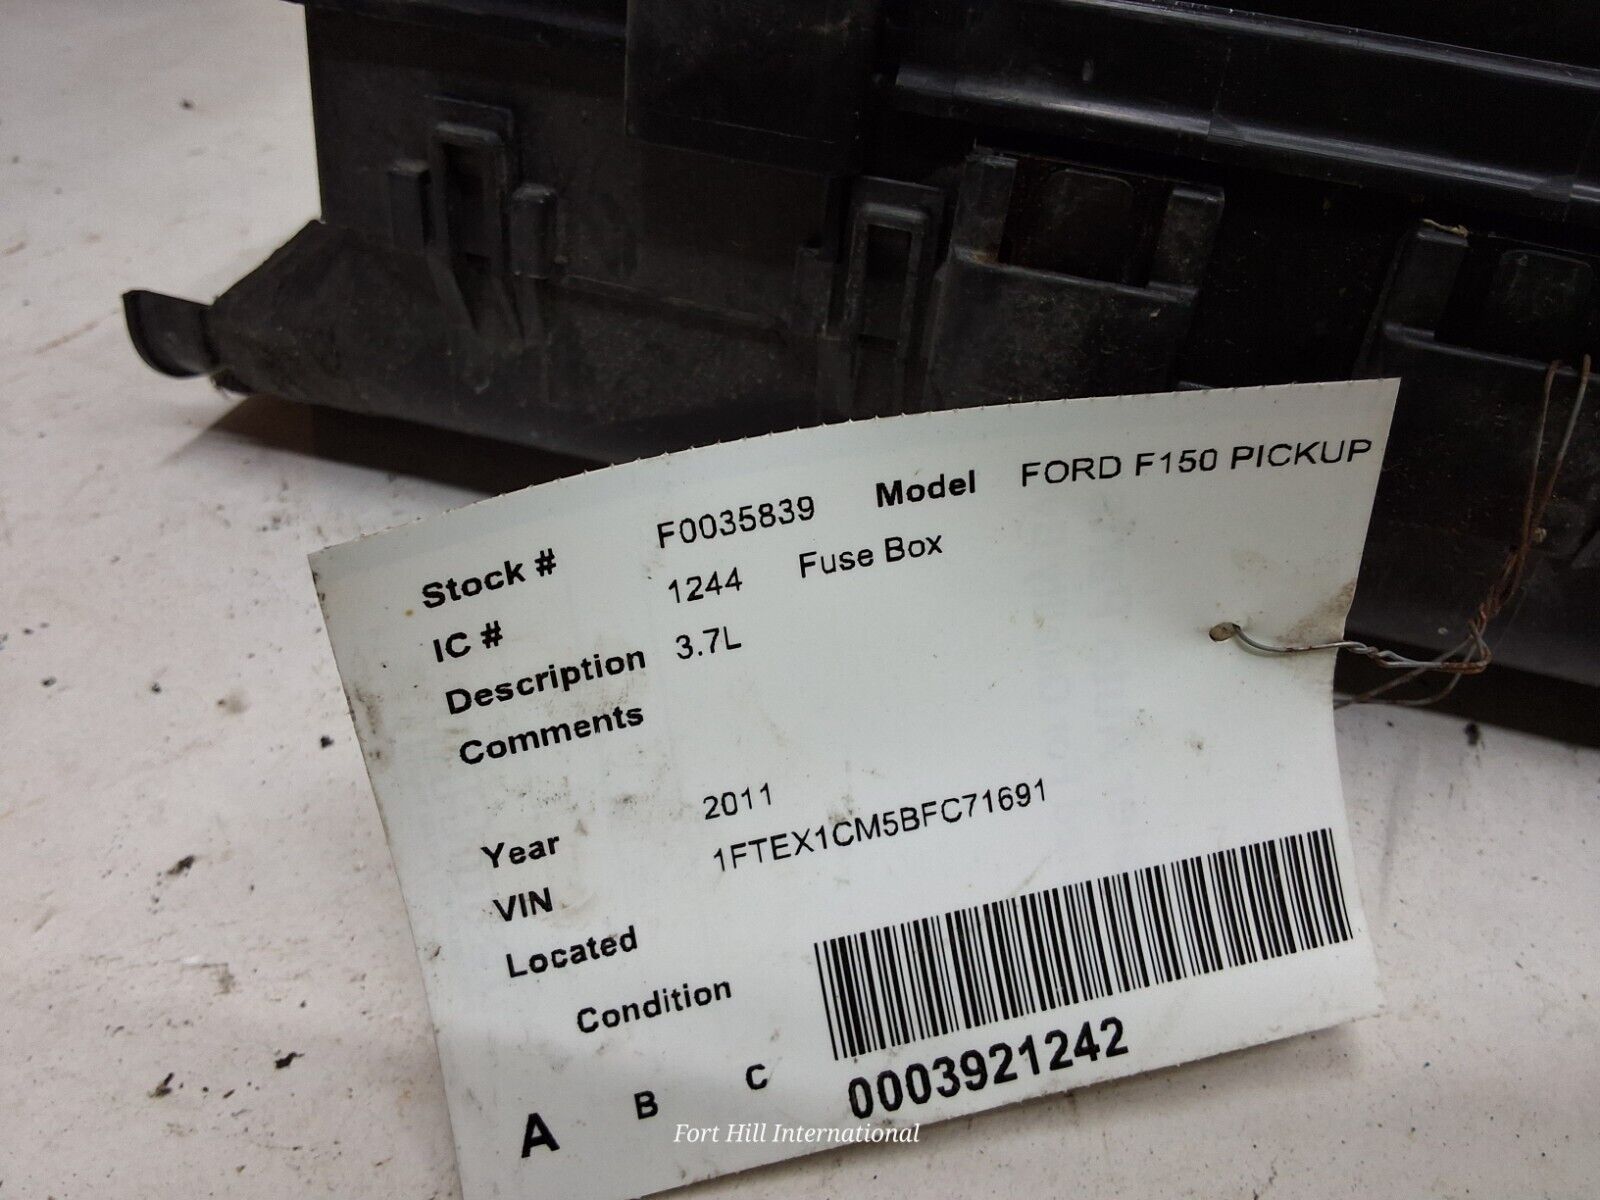 Stock # F0035839 Model FORD F150 PICKUP
IC # 1244 Fuse Box
Description 3.7L
Comments
Year 2011
VIN 1FTEX1CM5BFC71691
Located
Condition
A B C
0003921242
Fort Hill International